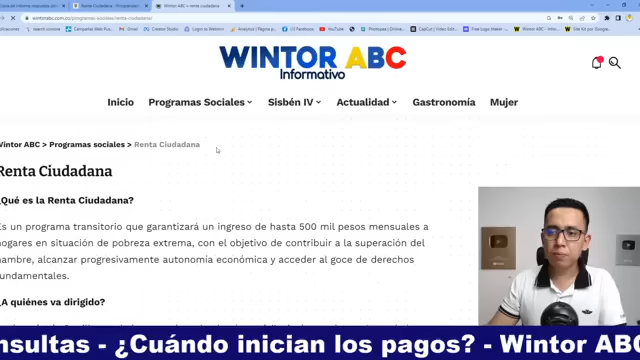 wintorabc.com.co/programas-sociales/renta-ciudadana/
WINTOR ABC
Informativo
Inicio Programas Sociales Sisbén IV Actualidad Gastronomía Mujer
Wintor ABC > Programas sociales > Renta Ciudadana
Renta Ciudadana
¿Qué es la Renta Ciudadana?
Es un programa transitorio que garantizará un ingreso de hasta 500 mil pesos mensuales a
hogares en situación de pobreza extrema, con el objetivo de contribuir a la superación del
hambre, alcanzar progresivamente autonomía económica y acceder al goce de derechos
fundamentales.
¿A quiénes va dirigido?
nsultas - ¿Cuándo inician los pagos? - Wintor ABC